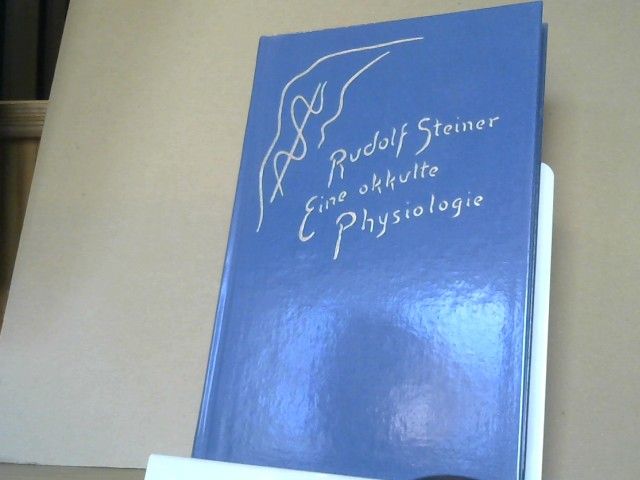 Rudolf Steiner
Eine okkulte
Physiologie